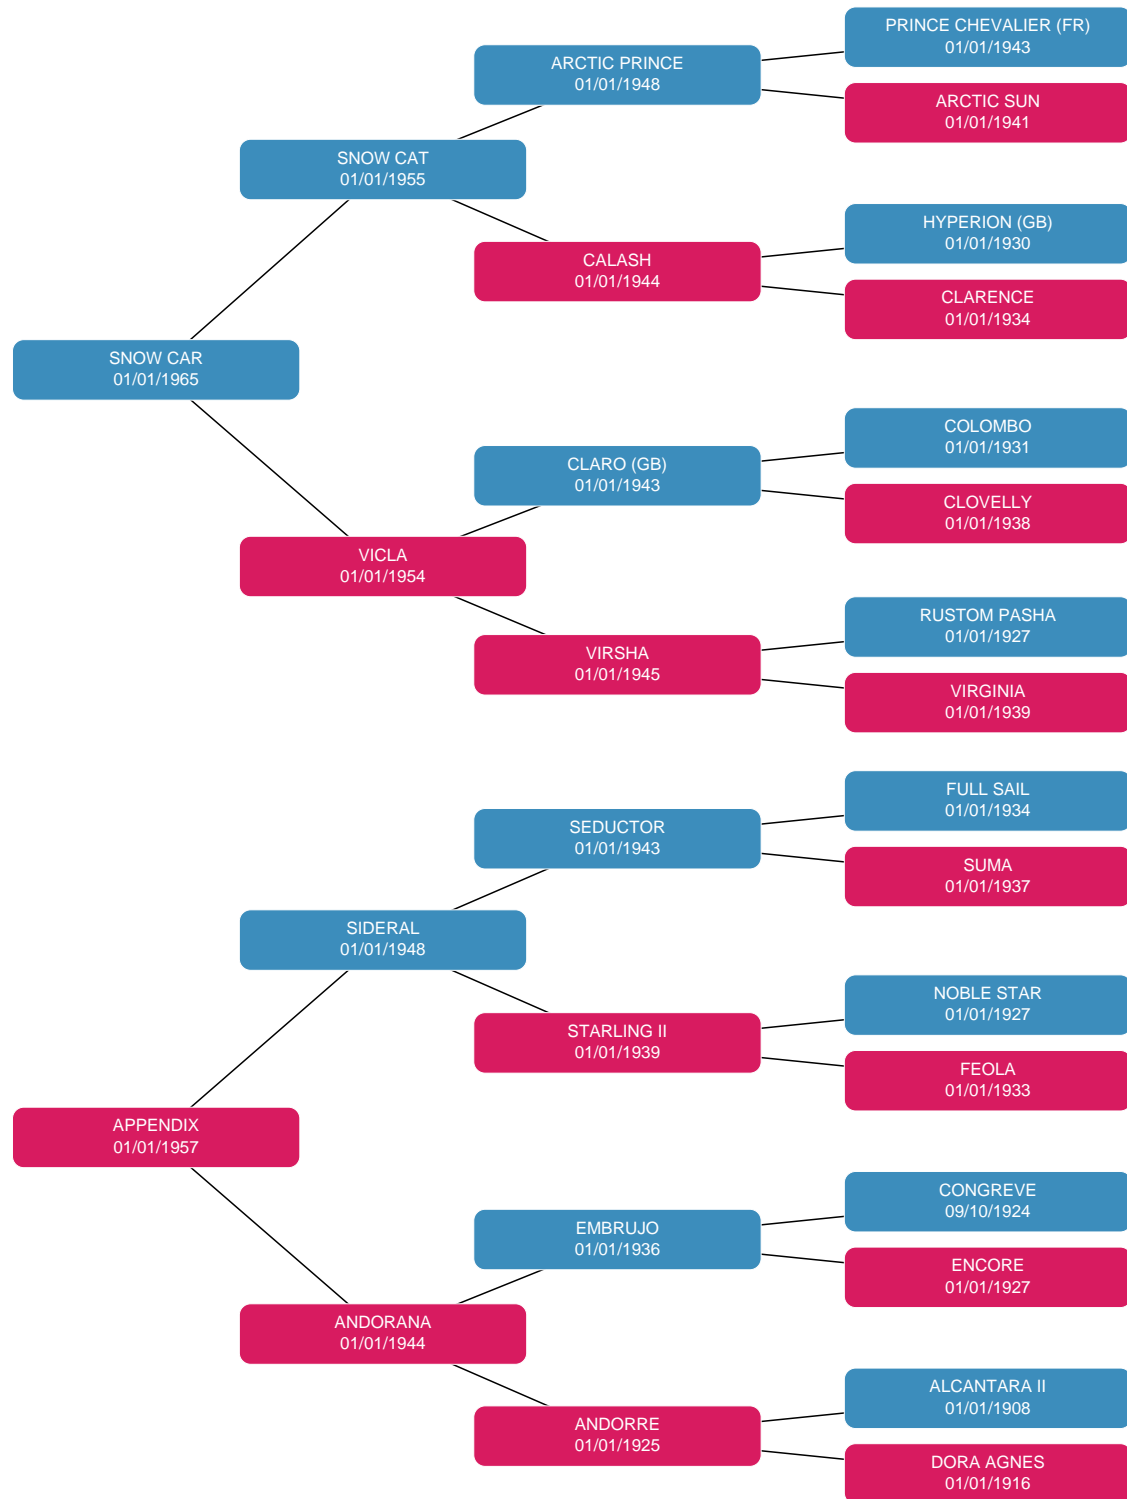 PRINCE CHEVALIER (FR)
01/01/1943
ARCTIC PRINCE
01/01/1948
ARCTIC SUN
01/01/1941
SNOW CAT
01/01/1955
HYPERION (GB)
01/01/1930
CALASH
01/01/1944
CLARENCE
01/01/1934
SNOW CAR
01/01/1965
COLOMBO
01/01/1931
CLARO (GB)
01/01/1943
CLOVELLY
01/01/1938
VICLA
01/01/1954
RUSTOM PASHA
01/01/1927
VIRSHA
01/01/1945
VIRGINIA
01/01/1939
FULL SAIL
01/01/1934
SEDUCTOR
01/01/1943
SUMA
01/01/1937
SIDERAL
01/01/1948
NOBLE STAR
01/01/1927
STARLING II
01/01/1939
FEOLA
01/01/1933
APPENDIX
01/01/1957
CONGREVE
09/10/1924
EMBRUJO
01/01/1936
ENCORE
01/01/1927
ANDORANA
01/01/1944
ALCANTARA II
01/01/1908
ANDORRE
01/01/1925
DORA AGNES
01/01/1916